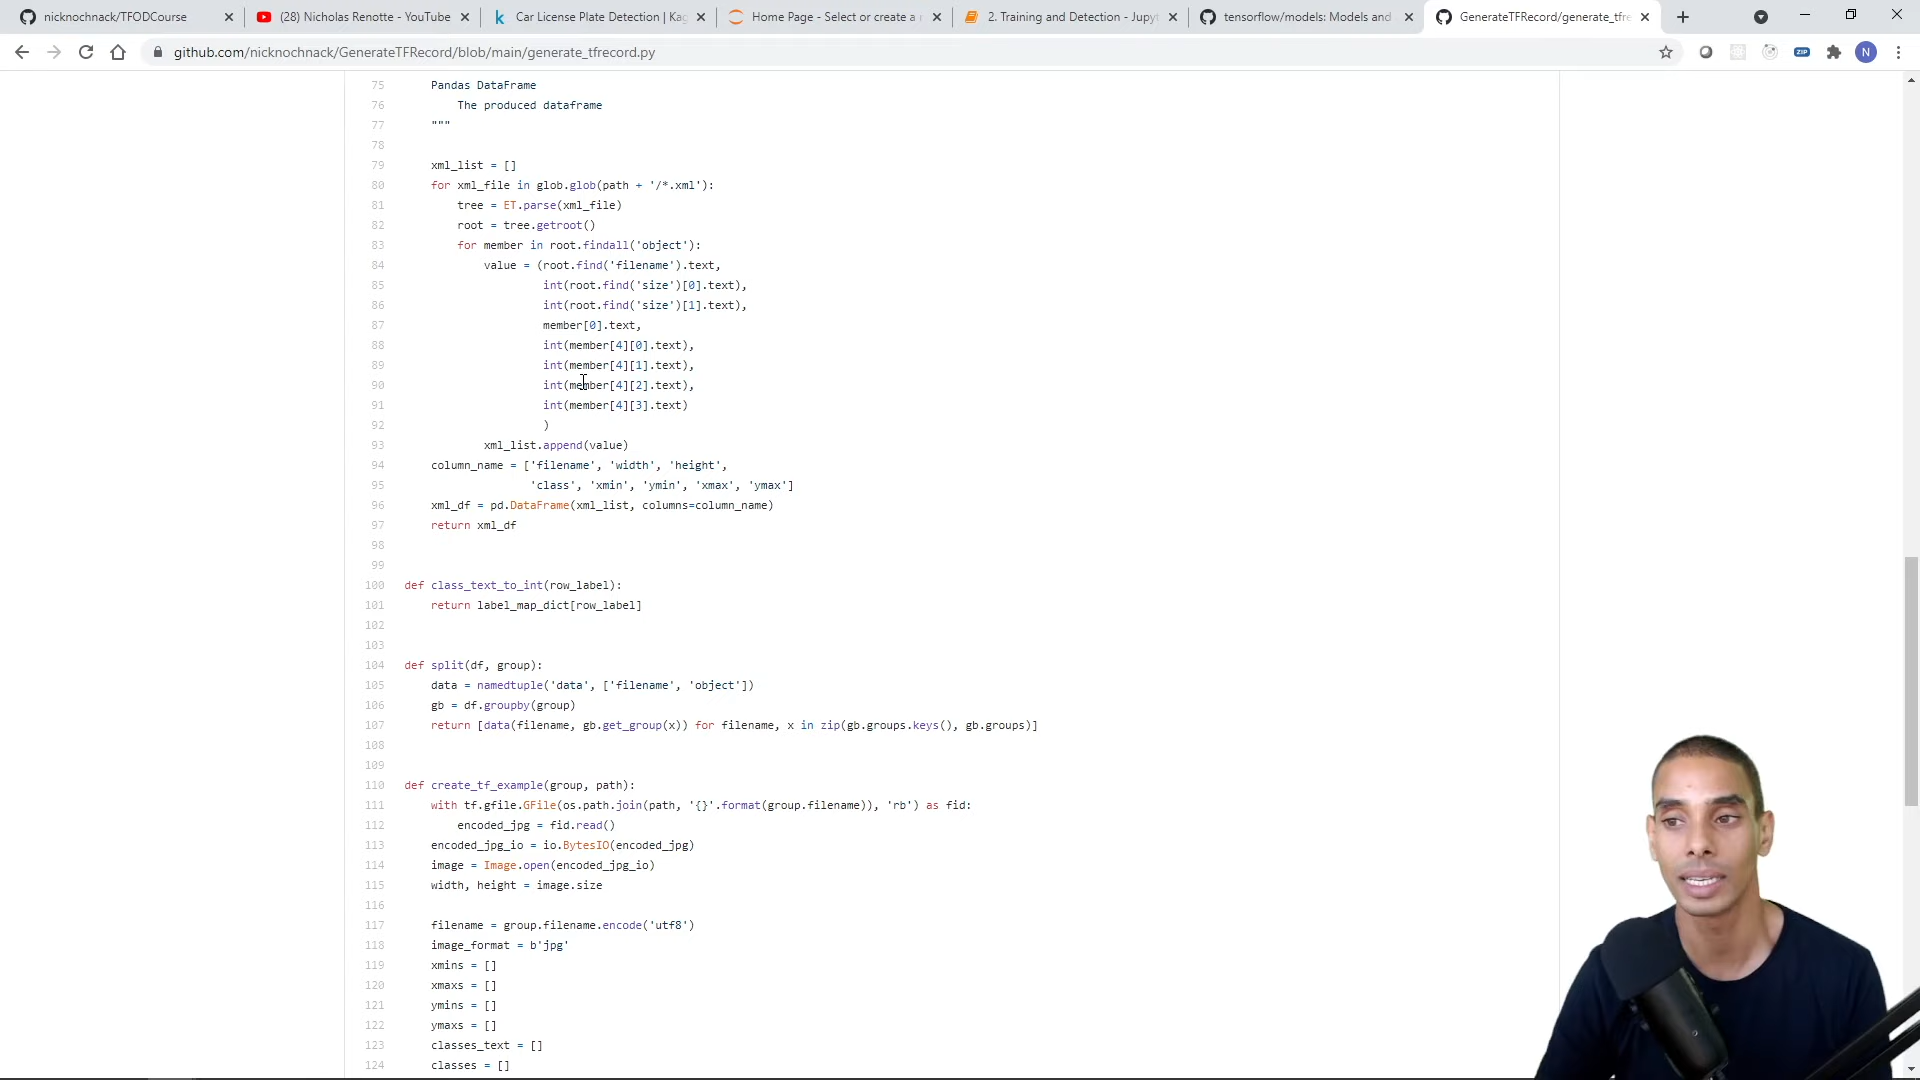 nicknochnack/TFODCourse
(28) Nicholas Renotte - YouTube
Car License Plate Detection | Kag
Home Page - Select or create a
2. Training and Detection - Jupyt
tensorflow/models: Models and
GenerateTFRecord/generate_tfre
github.com/nicknochnack/GenerateTFRecord/blob/main/generate_tfrecord.py
ZIP
N
75 Pandas DataFrame
76 The produced dataframe
77 """
78
79 xml_list = []
80 for xml_file in glob.glob(path + '/*.xml'):
81 tree = ET.parse(xml_file)
82 root = tree.getroot()
83 for member in root.findall('object'):
84 value = (root.find('filename').text,
85 int(root.find('size')[0].text),
86 int(root.find('size')[1].text),
87 member[0].text,
88 int(member[4][0].text),
89 int(member[4][1].text),
90 int(member[4][2].text),
91 int(member[4][3].text)
92 )
93 xml_list.append(value)
94 column_name = ['filename', 'width', 'height',
95 'class', 'xmin', 'ymin', 'xmax', 'ymax']
96 xml_df = pd.DataFrame(xml_list, columns=column_name)
97 return xml_df
98
99
100 def class_text_to_int(row_label):
101 return label_map_dict[row_label]
102
103
104 def split(df, group):
105 data = namedtuple('data', ['filename', 'object'])
106 gb = df.groupby(group)
107 return [data(filename, gb.get_group(x)) for filename, x in zip(gb.groups.keys(), gb.groups)]
108
109
110 def create_tf_example(group, path):
111 with tf.gfile.GFile(os.path.join(path, '{}'.format(group.filename)), 'rb') as fid:
112 encoded_jpg = fid.read()
113 encoded_jpg_io = io.BytesIO(encoded_jpg)
114 image = Image.open(encoded_jpg_io)
115 width, height = image.size
116
117 filename = group.filename.encode('utf8')
118 image_format = b'jpg'
119 xmins = []
120 xmaxs = []
121 ymins = []
122 ymaxs = []
123 classes_text = []
124 classes = []